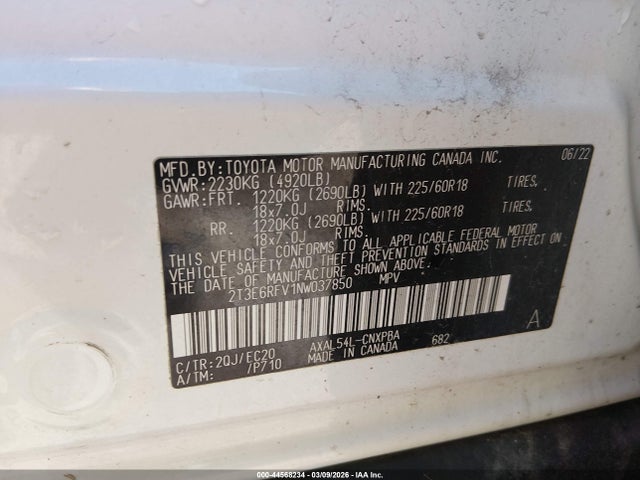 MFD.BY:TOYOTA MOTOR MANUFACTURING CANADA INC. 06/22
GVWR:2230KG (4920LB)
GAWR:FRT. 1220KG (2690LB) WITH 225/60R18 TIRES.
18x7.0J RIMS.
RR. 1220KG (2690LB) WITH 225/60R18 TIRES.
18x7.0J RIMS.
THIS VEHICLE CONFORMS TO ALL APPLICABLE FEDERAL MOTOR
VEHICLE SAFETY AND THEFT PREVENTION STANDARDS IN EFFECT ON
THE DATE OF MANUFACTURE SHOWN ABOVE.
2T3E6RFV1NW037850 MPV
A
C/TR:2QJ/EC20 AXAL54L-CNXPBA 682
A/TM: /P710 MADE IN CANADA
000-44568234 | 03/09/2026 | IAA Inc.